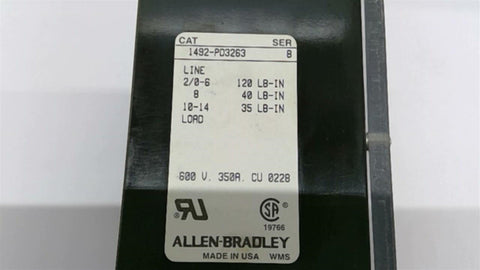 CAT SER
1492-PD3263 B
LINE
2/0-6 120 LB-IN
8 40 LB-IN
10-14 35 LB-IN
LOAD
600 V. 350A. CU 0228
SA
19766
ALLEN-BRADLEY
MADE IN USA WMS